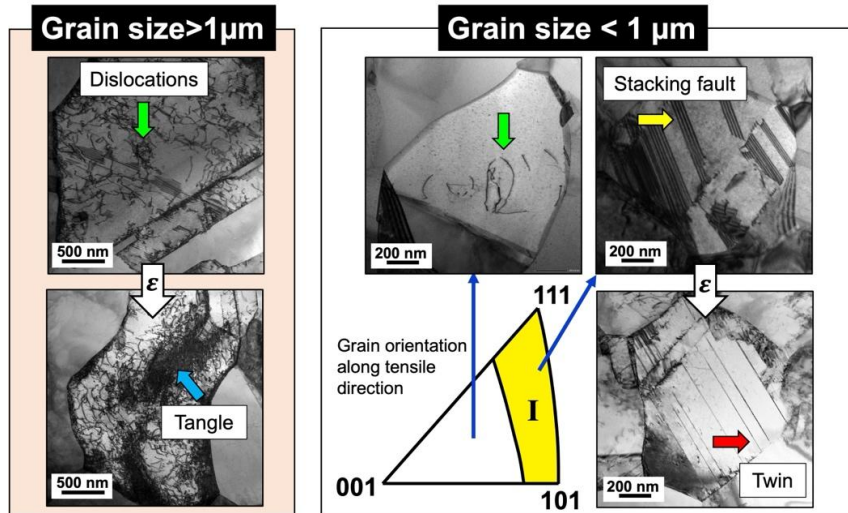 Grain size>1μm
Dislocations
500 nm
ε
Tangle
500 nm
Grain size < 1 μm
200 nm
Stacking fault
200 nm
ε
Grain orientation
along tensile
direction
111
I
001
101
Twin
200 nm